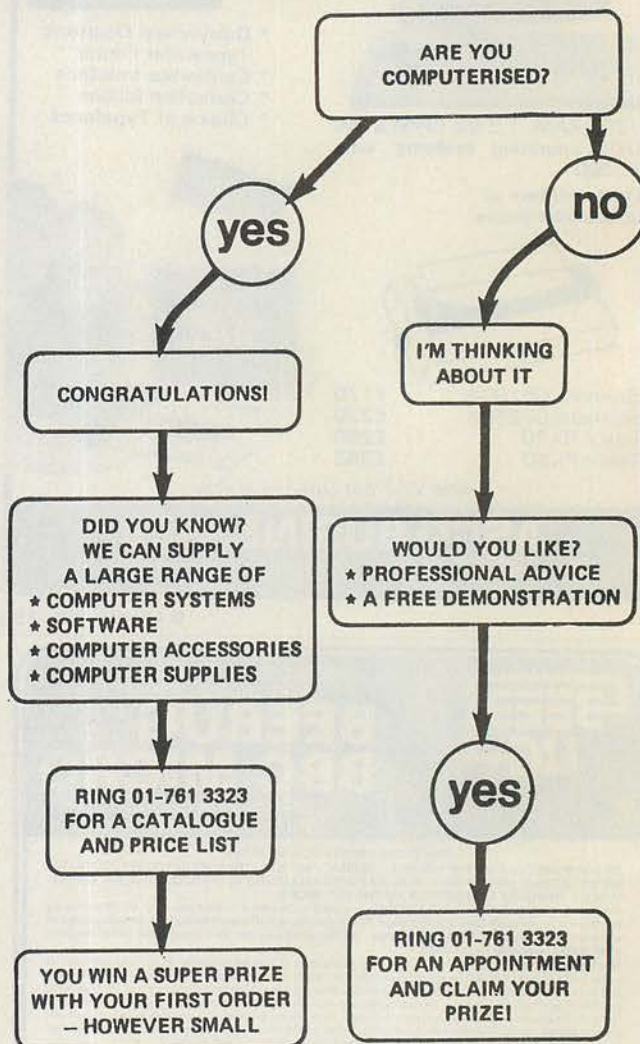 ARE YOU
COMPUTERISED?
yes
no
CONGRATULATIONS!
I'M THINKING
ABOUT IT
DID YOU KNOW?
WE CAN SUPPLY
A LARGE RANGE OF
★ COMPUTER SYSTEMS
★ SOFTWARE
★ COMPUTER ACCESSORIES
★ COMPUTER SUPPLIES
WOULD YOU LIKE?
★ PROFESSIONAL ADVICE
★ A FREE DEMONSTRATION
RING 01-761 3323
FOR A CATALOGUE
AND PRICE LIST
yes
YOU WIN A SUPER PRIZE
WITH YOUR FIRST ORDER
– HOWEVER SMALL
RING 01-761 3323
FOR AN APPOINTMENT
AND CLAIM YOUR
PRIZE!